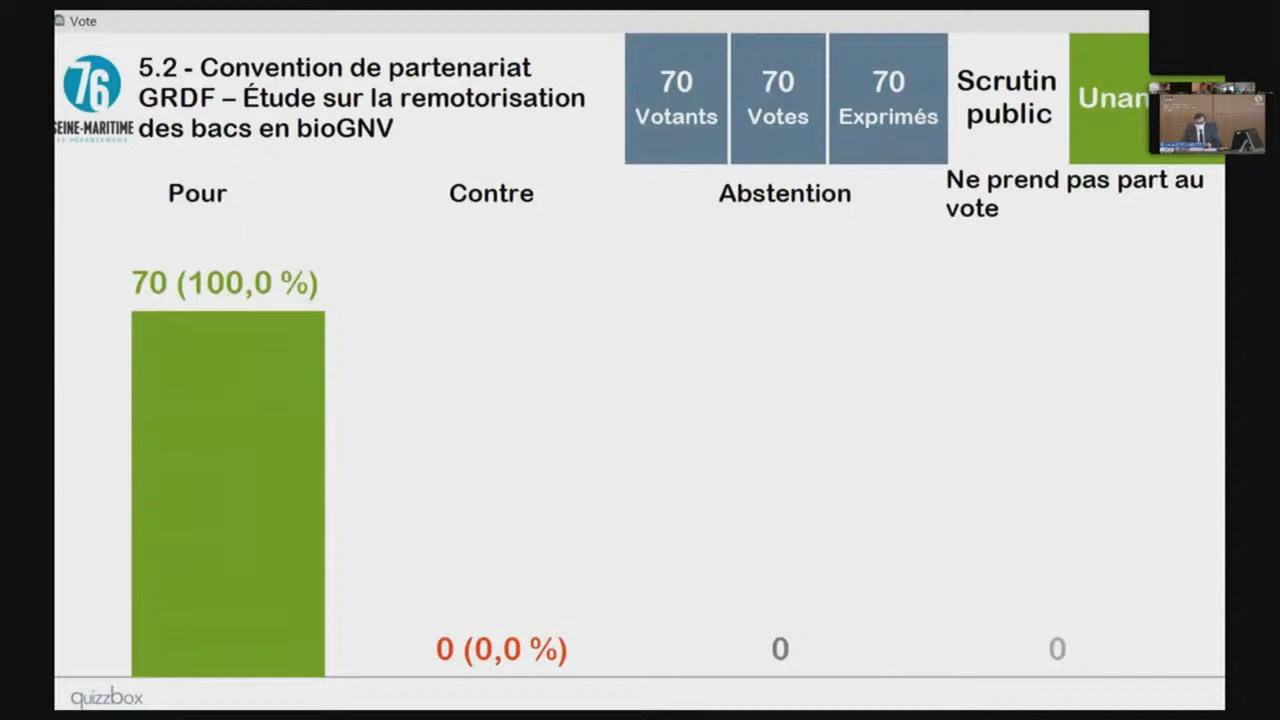 Vote
76
SEINE-MARITIME
LE DÉPARTEMENT
5.2 - Convention de partenariat
GRDF – Étude sur la remotorisation
des bacs en bioGNV
70
Votants
70
Votes
70
Exprimés
Scrutin
public
Unan
Pour
Contre
Abstention
Ne prend pas part au
vote
70 (100,0 %)
0 (0,0 %)
0
0
quizzbox